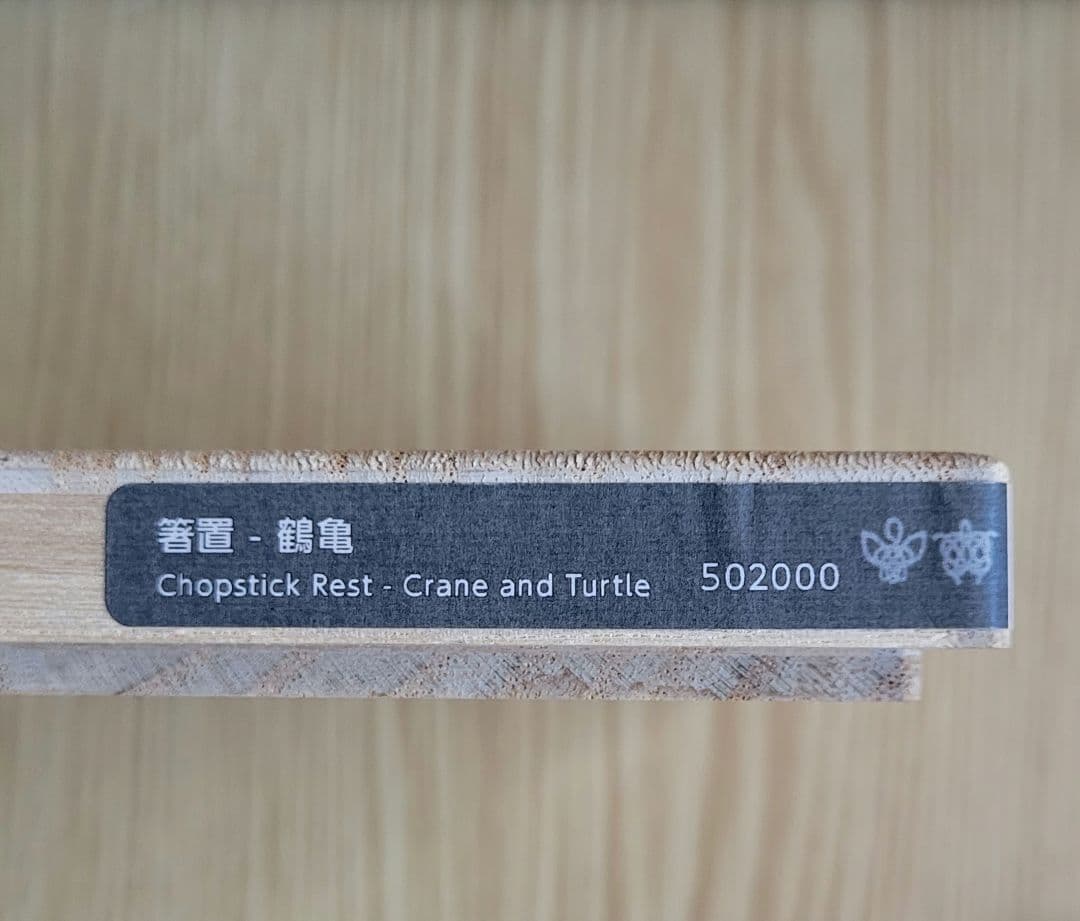 箸置 - 鶴亀
Chopstick Rest - Crane and Turtle
502000